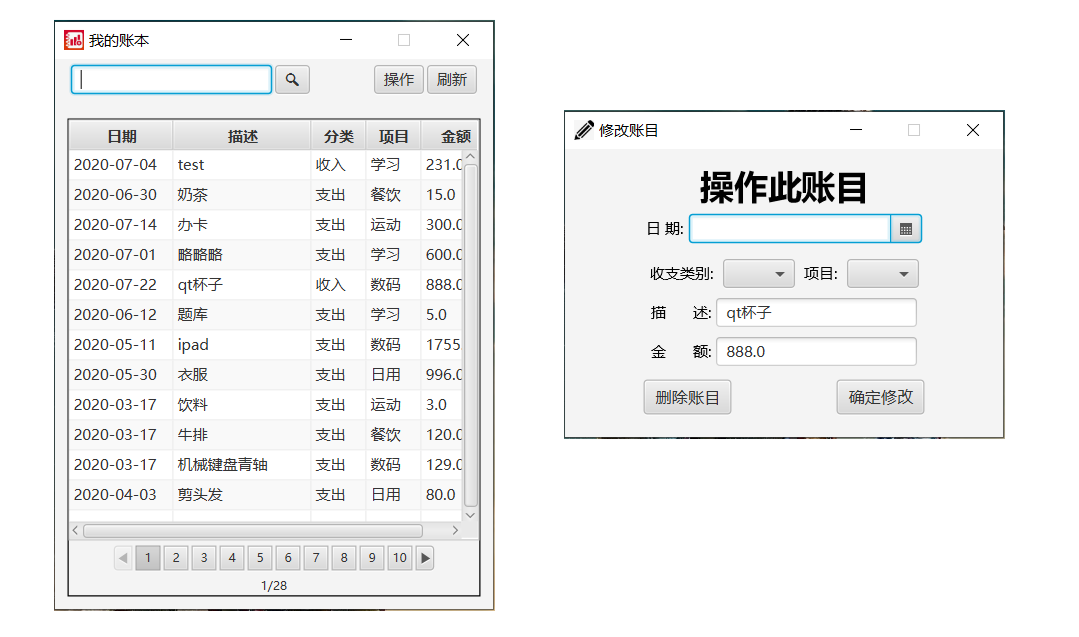 我的账本
操作 刷新
日期 描述 分类 项目 金额
2020-07-04 test 收入 学习 231.0
2020-06-30 奶茶 支出 餐饮 15.0
2020-07-14 办卡 支出 运动 300.0
2020-07-01 略略略 支出 学习 600.0
2020-07-22 qt杯子 收入 数码 888.0
2020-06-12 题库 支出 学习 5.0
2020-05-11 ipad 支出 数码 1755
2020-05-30 衣服 支出 日用 996.0
2020-03-17 饮料 支出 运动 3.0
2020-03-17 牛排 支出 餐饮 120.0
2020-03-17 机械键盘青轴 支出 数码 129.0
2020-04-03 剪头发 支出 日用 80.0
1 2 3 4 5 6 7 8 9 10
1/28
修改账目
操作此账目
日 期:
收支类别: 项目:
描 述: qt杯子
金 额: 888.0
删除账目 确定修改